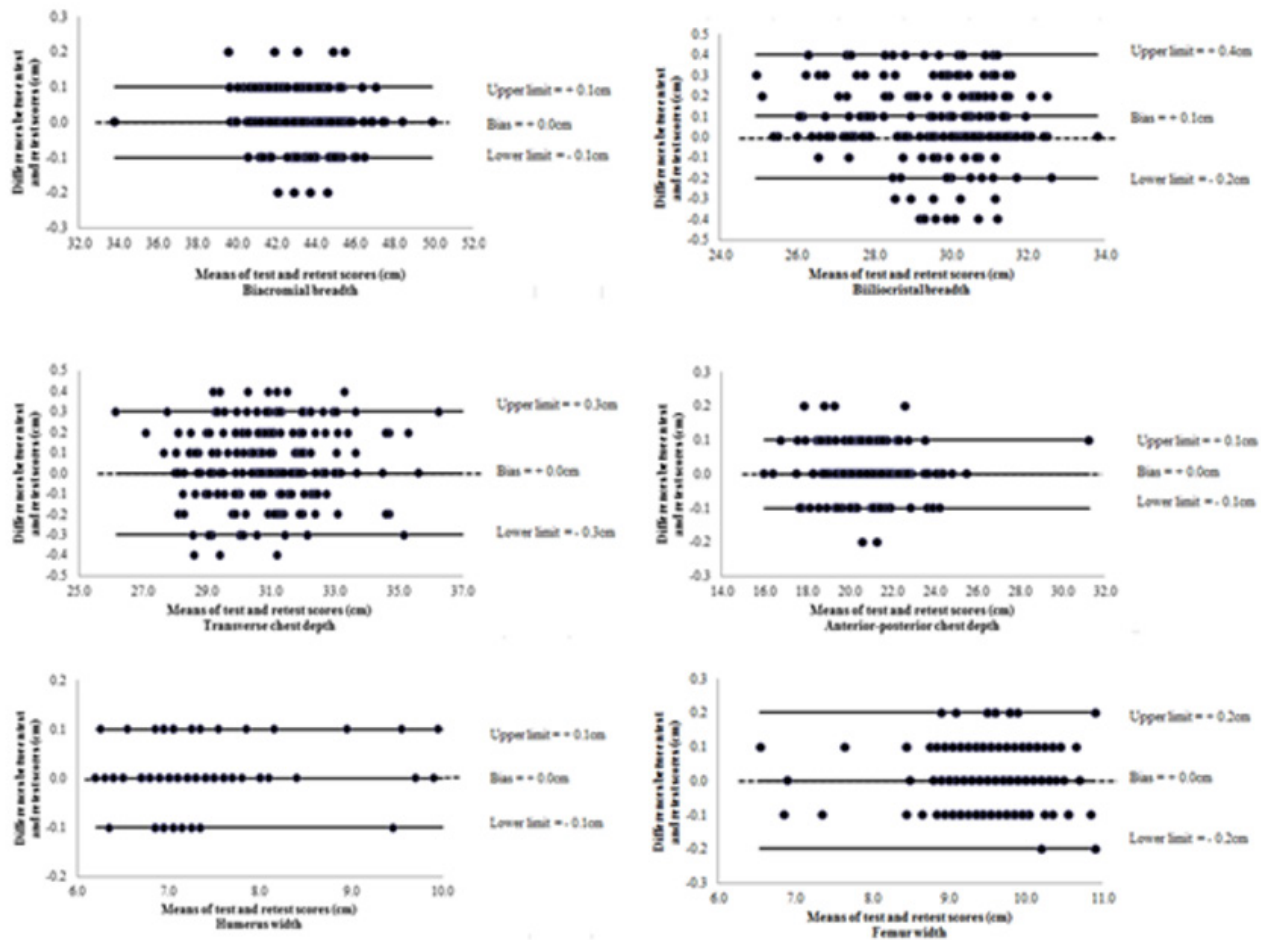 0.3
0.2
0.1
0.0
-0.1
-0.2
-0.3
Differences between test
and retest scores (cm)
32.0 34.0 36.0 38.0 40.0 42.0 44.0 46.0 48.0 50.0 52.0
Means of test and retest scores (cm)
Biacromial breadth
Upper limit = + 0.1cm
Bias = + 0.0cm
Lower limit = - 0.1cm
0.5
0.4
0.3
0.2
0.1
0.0
-0.1
-0.2
-0.3
-0.4
-0.5
Differences between test
and retest scores (cm)
24.0 26.0 28.0 30.0 32.0 34.0
Means of test and retest scores (cm)
Biiliocristal breadth
Upper limit = + 0.4cm
Bias = + 0.1cm
Lower limit = - 0.2cm
0.5
0.4
0.3
0.2
0.1
0.0
-0.1
-0.2
-0.3
-0.4
-0.5
Differences between test
and retest scores (cm)
25.0 27.0 29.0 31.0 33.0 35.0 37.0
Means of test and retest scores (cm)
Transverse chest depth
Upper limit = + 0.3cm
Bias = + 0.0cm
Lower limit = - 0.3cm
0.3
0.2
0.1
0.0
-0.1
-0.2
-0.3
Differences between test
and retest scores (cm)
14.0 16.0 18.0 20.0 22.0 24.0 26.0 28.0 30.0 32.0
Means of test and retest scores (cm)
Anterior-posterior chest depth
Upper limit = + 0.1cm
Bias = + 0.0cm
Lower limit = - 0.1cm
0.2
0.1
0.0
-0.1
-0.2
Differences between test
and retest scores (cm)
6.0 7.0 8.0 9.0 10.0
Means of test and retest scores (cm)
Humerus width
Upper limit = + 0.1cm
Bias = + 0.0cm
Lower limit = - 0.1cm
0.3
0.2
0.1
0.0
-0.1
-0.2
-0.3
Differences between test
and retest scores (cm)
6.0 7.0 8.0 9.0 10.0 11.0
Means of test and retest scores (cm)
Femur width
Upper limit = + 0.2cm
Bias = + 0.0cm
Lower limit = - 0.2cm